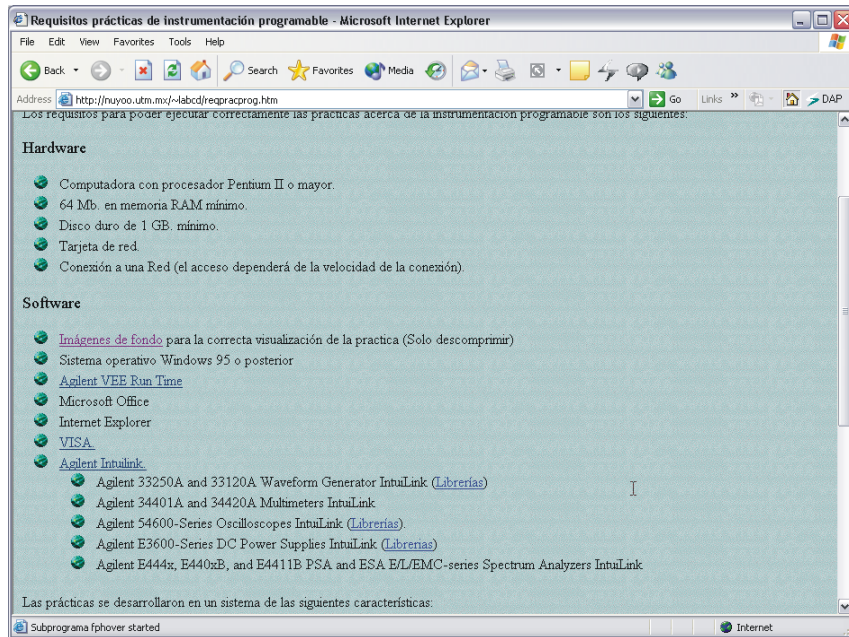 Requisitos prácticas de instrumentación programable - Microsoft Internet Explorer
File Edit View Favorites Tools Help
Back Search Favorites Media
Address http://nuyoo.utm.mx/~labcd/reqpracprog.htm Go Links » DAP
Los requisitos para poder ejecutar correctamente las practicas acerca de la instrumentación programable son los siguientes:
Hardware
Computadora con procesador Pentium II o mayor.
64 Mb. en memoria RAM mínimo.
Disco duro de 1 GB. mínimo.
Tarjeta de red.
Conexión a una Red (el acceso dependerá de la velocidad de la conexión).
Software
Imágenes de fondo para la correcta visualización de la practica (Solo descomprimir)
Sistema operativo Windows 95 o posterior
Agilent VEE Run Time
Microsoft Office
Internet Explorer
VISA.
Agilent Intuilink.
Agilent 33250A and 33120A Waveform Generator IntuiLink (Librerías)
Agilent 34401A and 34420A Multimeters IntuiLink
Agilent 54600-Series Oscilloscopes IntuiLink (Librerías).
Agilent E3600-Series DC Power Supplies IntuiLink (Librerias)
Agilent E444x, E440xB, and E4411B PSA and ESA E/L/EMC-series Spectrum Analyzers IntuiLink
Las prácticas se desarrollaron en un sistema de las siguientes características:
Subprograma fphover started Internet